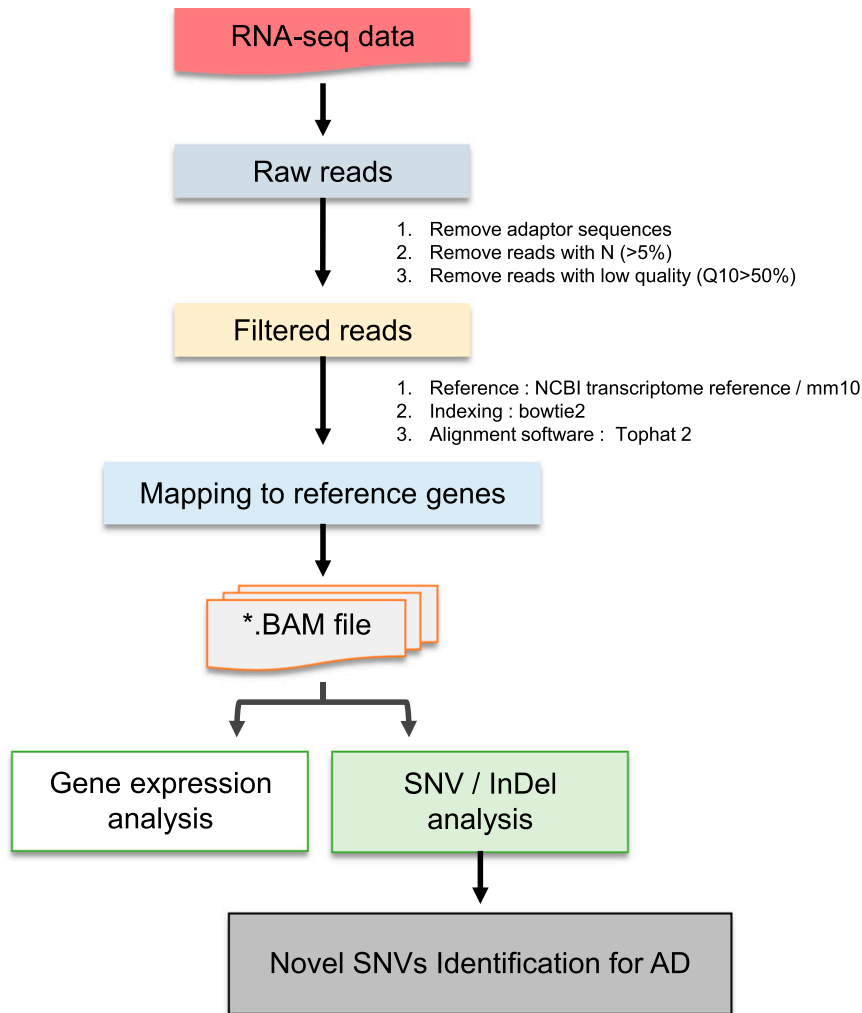 RNA-seq data
Raw reads
1. Remove adaptor sequences
2. Remove reads with N (>5%)
3. Remove reads with low quality (Q10>50%)
Filtered reads
1. Reference : NCBI transcriptome reference / mm10
2. Indexing : bowtie2
3. Alignment software : Tophat 2
Mapping to reference genes
*.BAM file
Gene expression
analysis
SNV / InDel
analysis
Novel SNVs Identification for AD